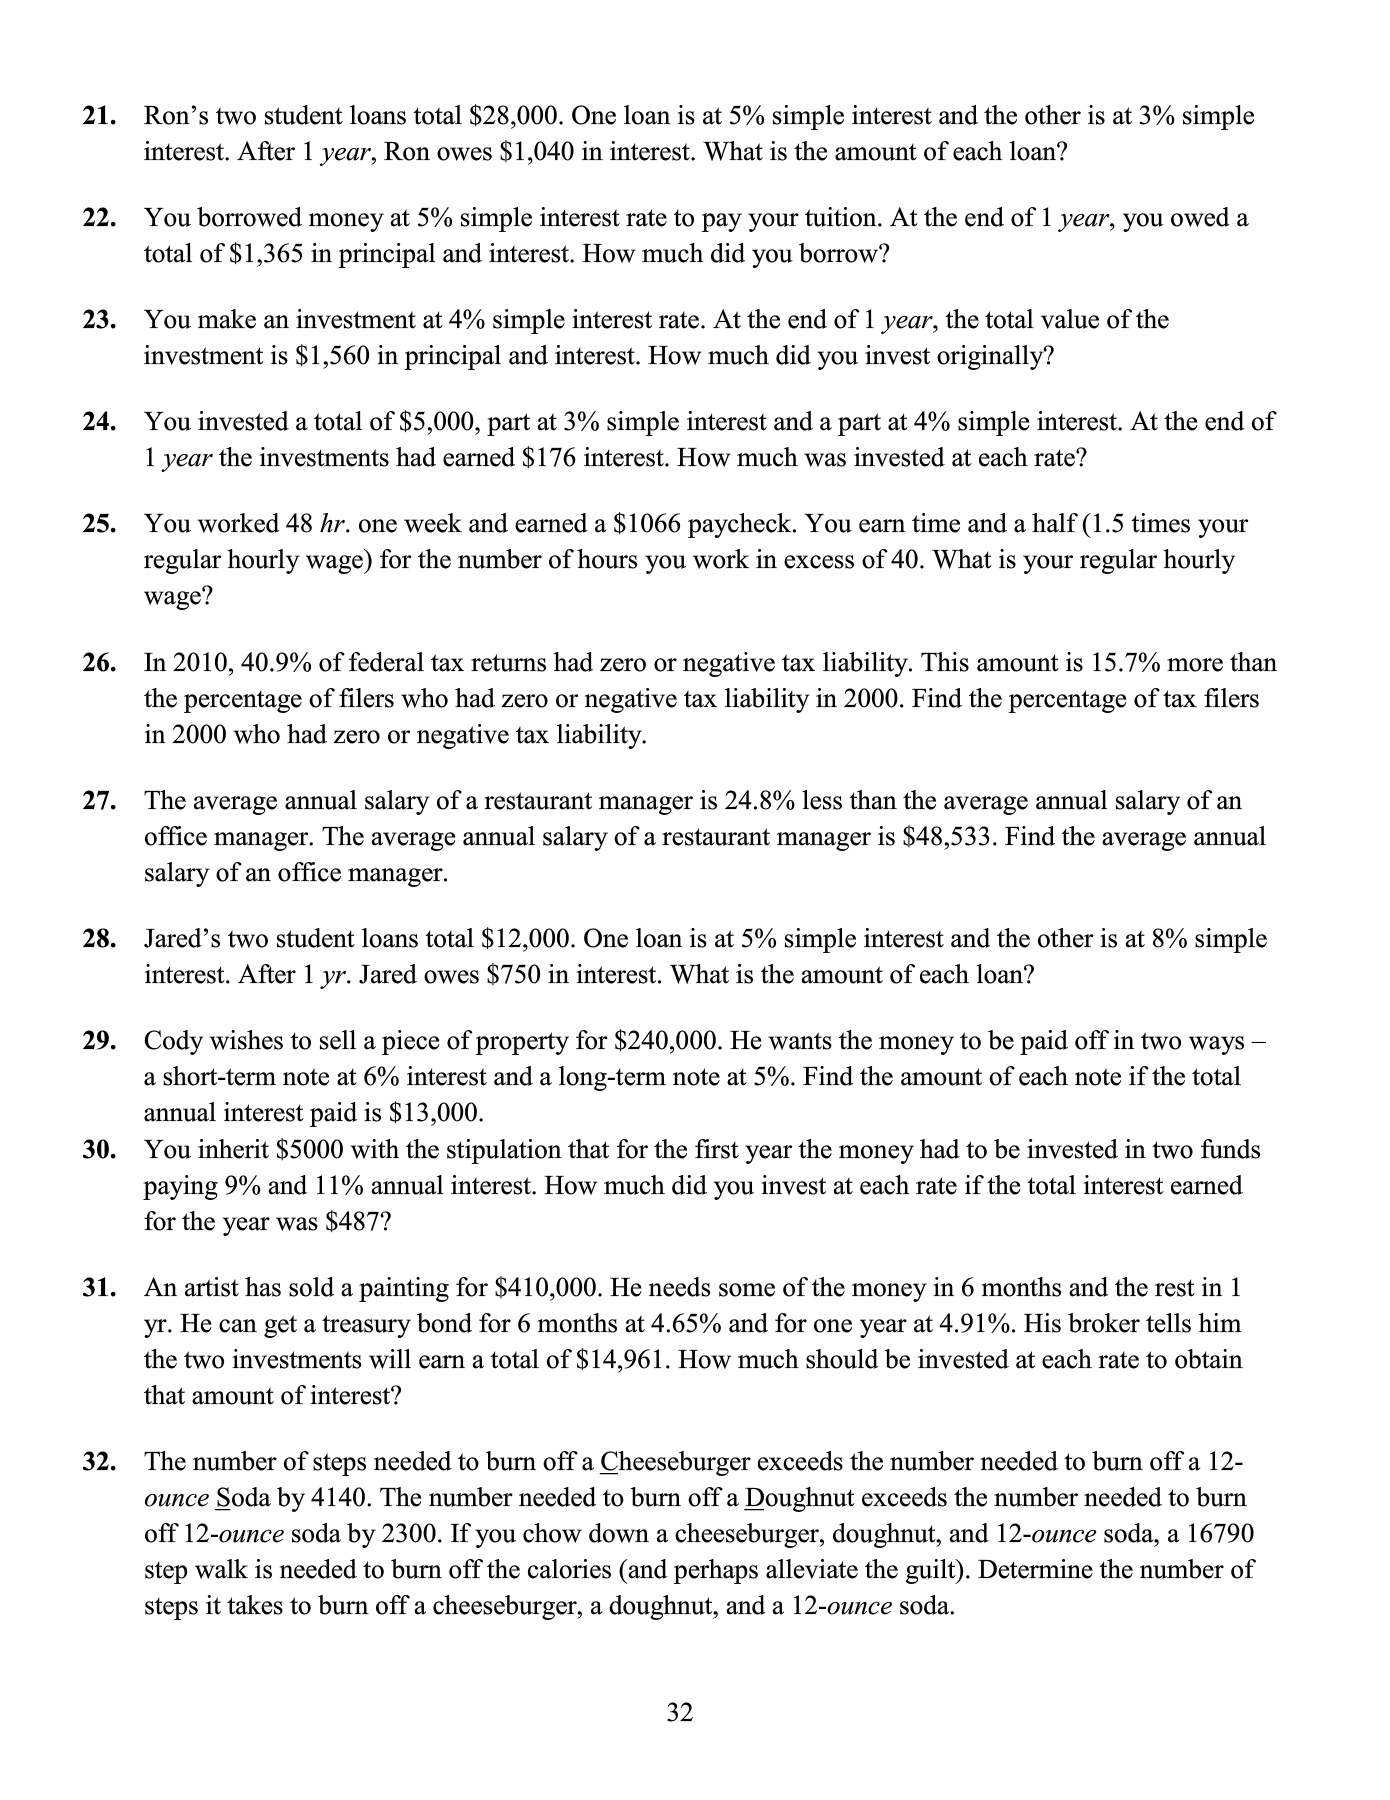 21. Ron’s two student loans total $28,000. One loan is at 5% simple interest and the other is at 3% simple
interest. After 1 year, Ron owes $1,040 in interest. What is the amount of each loan?
22. You borrowed money at 5% simple interest rate to pay your tuition. At the end of 1 year, you owed a
total of $1,365 in principal and interest. How much did you borrow?
23. You make an investment at 4% simple interest rate. At the end of 1 year, the total value of the
investment is $1,560 in principal and interest. How much did you invest originally?
24. You invested a total of $5,000, part at 3% simple interest and a part at 4% simple interest. At the end of
1 year the investments had earned $176 interest. How much was invested at each rate?
25. You worked 48 hr. one week and earned a $1066 paycheck. You earn time and a half (1.5 times your
regular hourly wage) for the number of hours you work in excess of 40. What is your regular hourly
wage?
26. In 2010, 40.9% of federal tax returns had zero or negative tax liability. This amount is 15.7% more than
the percentage of filers who had zero or negative tax liability in 2000. Find the percentage of tax filers
in 2000 who had zero or negative tax liability.
27. The average annual salary of a restaurant manager is 24.8% less than the average annual salary of an
office manager. The average annual salary of a restaurant manager is $48,533. Find the average annual
salary of an office manager.
28. Jared’s two student loans total $12,000. One loan is at 5% simple interest and the other is at 8% simple
interest. After 1 yr. Jared owes $750 in interest. What is the amount of each loan?
29. Cody wishes to sell a piece of property for $240,000. He wants the money to be paid off in two ways –
a short-term note at 6% interest and a long-term note at 5%. Find the amount of each note if the total
annual interest paid is $13,000.
30. You inherit $5000 with the stipulation that for the first year the money had to be invested in two funds
paying 9% and 11% annual interest. How much did you invest at each rate if the total interest earned
for the year was $487?
31. An artist has sold a painting for $410,000. He needs some of the money in 6 months and the rest in 1
yr. He can get a treasury bond for 6 months at 4.65% and for one year at 4.91%. His broker tells him
the two investments will earn a total of $14,961. How much should be invested at each rate to obtain
that amount of interest?
32. The number of steps needed to burn off a Cheeseburger exceeds the number needed to burn off a 12-
ounce Soda by 4140. The number needed to burn off a Doughnut exceeds the number needed to burn
off 12-ounce soda by 2300. If you chow down a cheeseburger, doughnut, and 12-ounce soda, a 16790
step walk is needed to burn off the calories (and perhaps alleviate the guilt). Determine the number of
steps it takes to burn off a cheeseburger, a doughnut, and a 12-ounce soda.
32